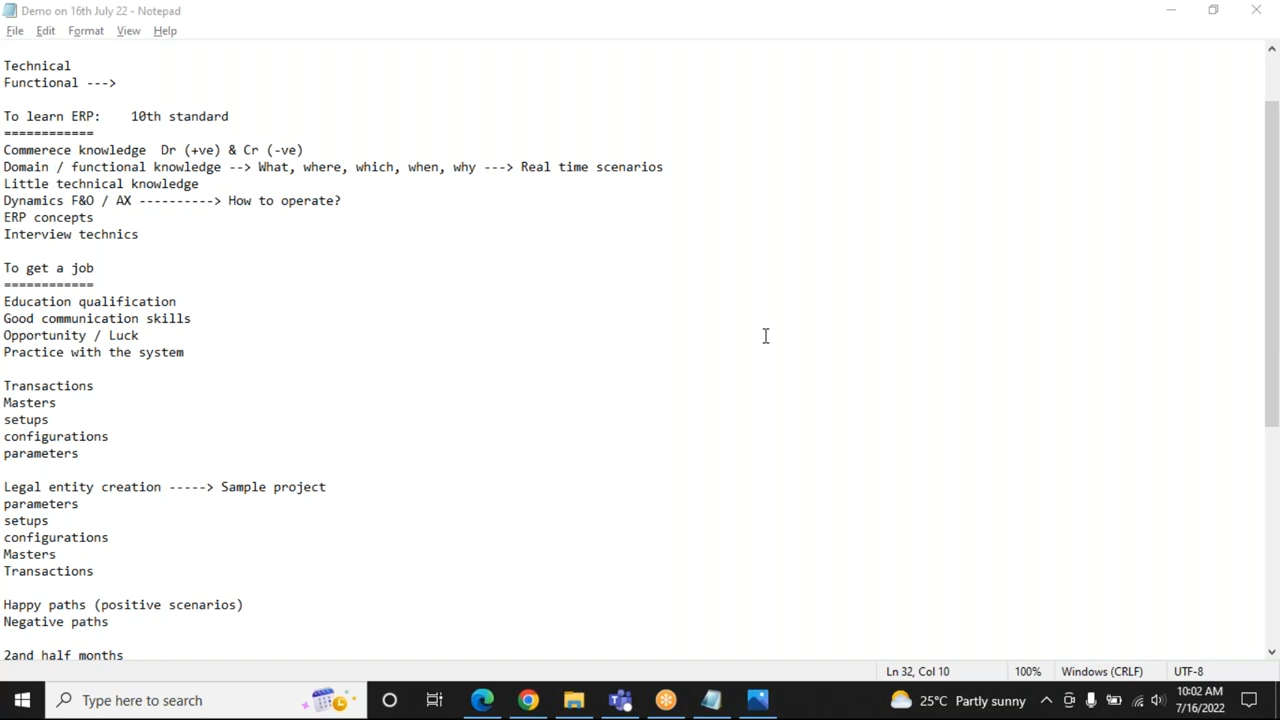 Demo on 16th July 22 - Notepad
File Edit Format View Help
Technical
Functional --->
To learn ERP: 10th standard
============
Commerece knowledge Dr (+ve) & Cr (-ve)
Domain / functional knowledge --> What, where, which, when, why ---> Real time scenarios
Little technical knowledge
Dynamics F&O / AX ----------> How to operate?
ERP concepts
Interview technics
To get a job
============
Education qualification
Good communication skills
Opportunity / Luck
Practice with the system
Transactions
Masters
setups
configurations
parameters
Legal entity creation -----> Sample project
parameters
setups
configurations
Masters
Transactions
Happy paths (positive scenarios)
Negative paths
2and half months
Ln 32, Col 10 100% Windows (CRLF) UTF-8
Type here to search 25°C Partly sunny 10:02 AM
7/16/2022